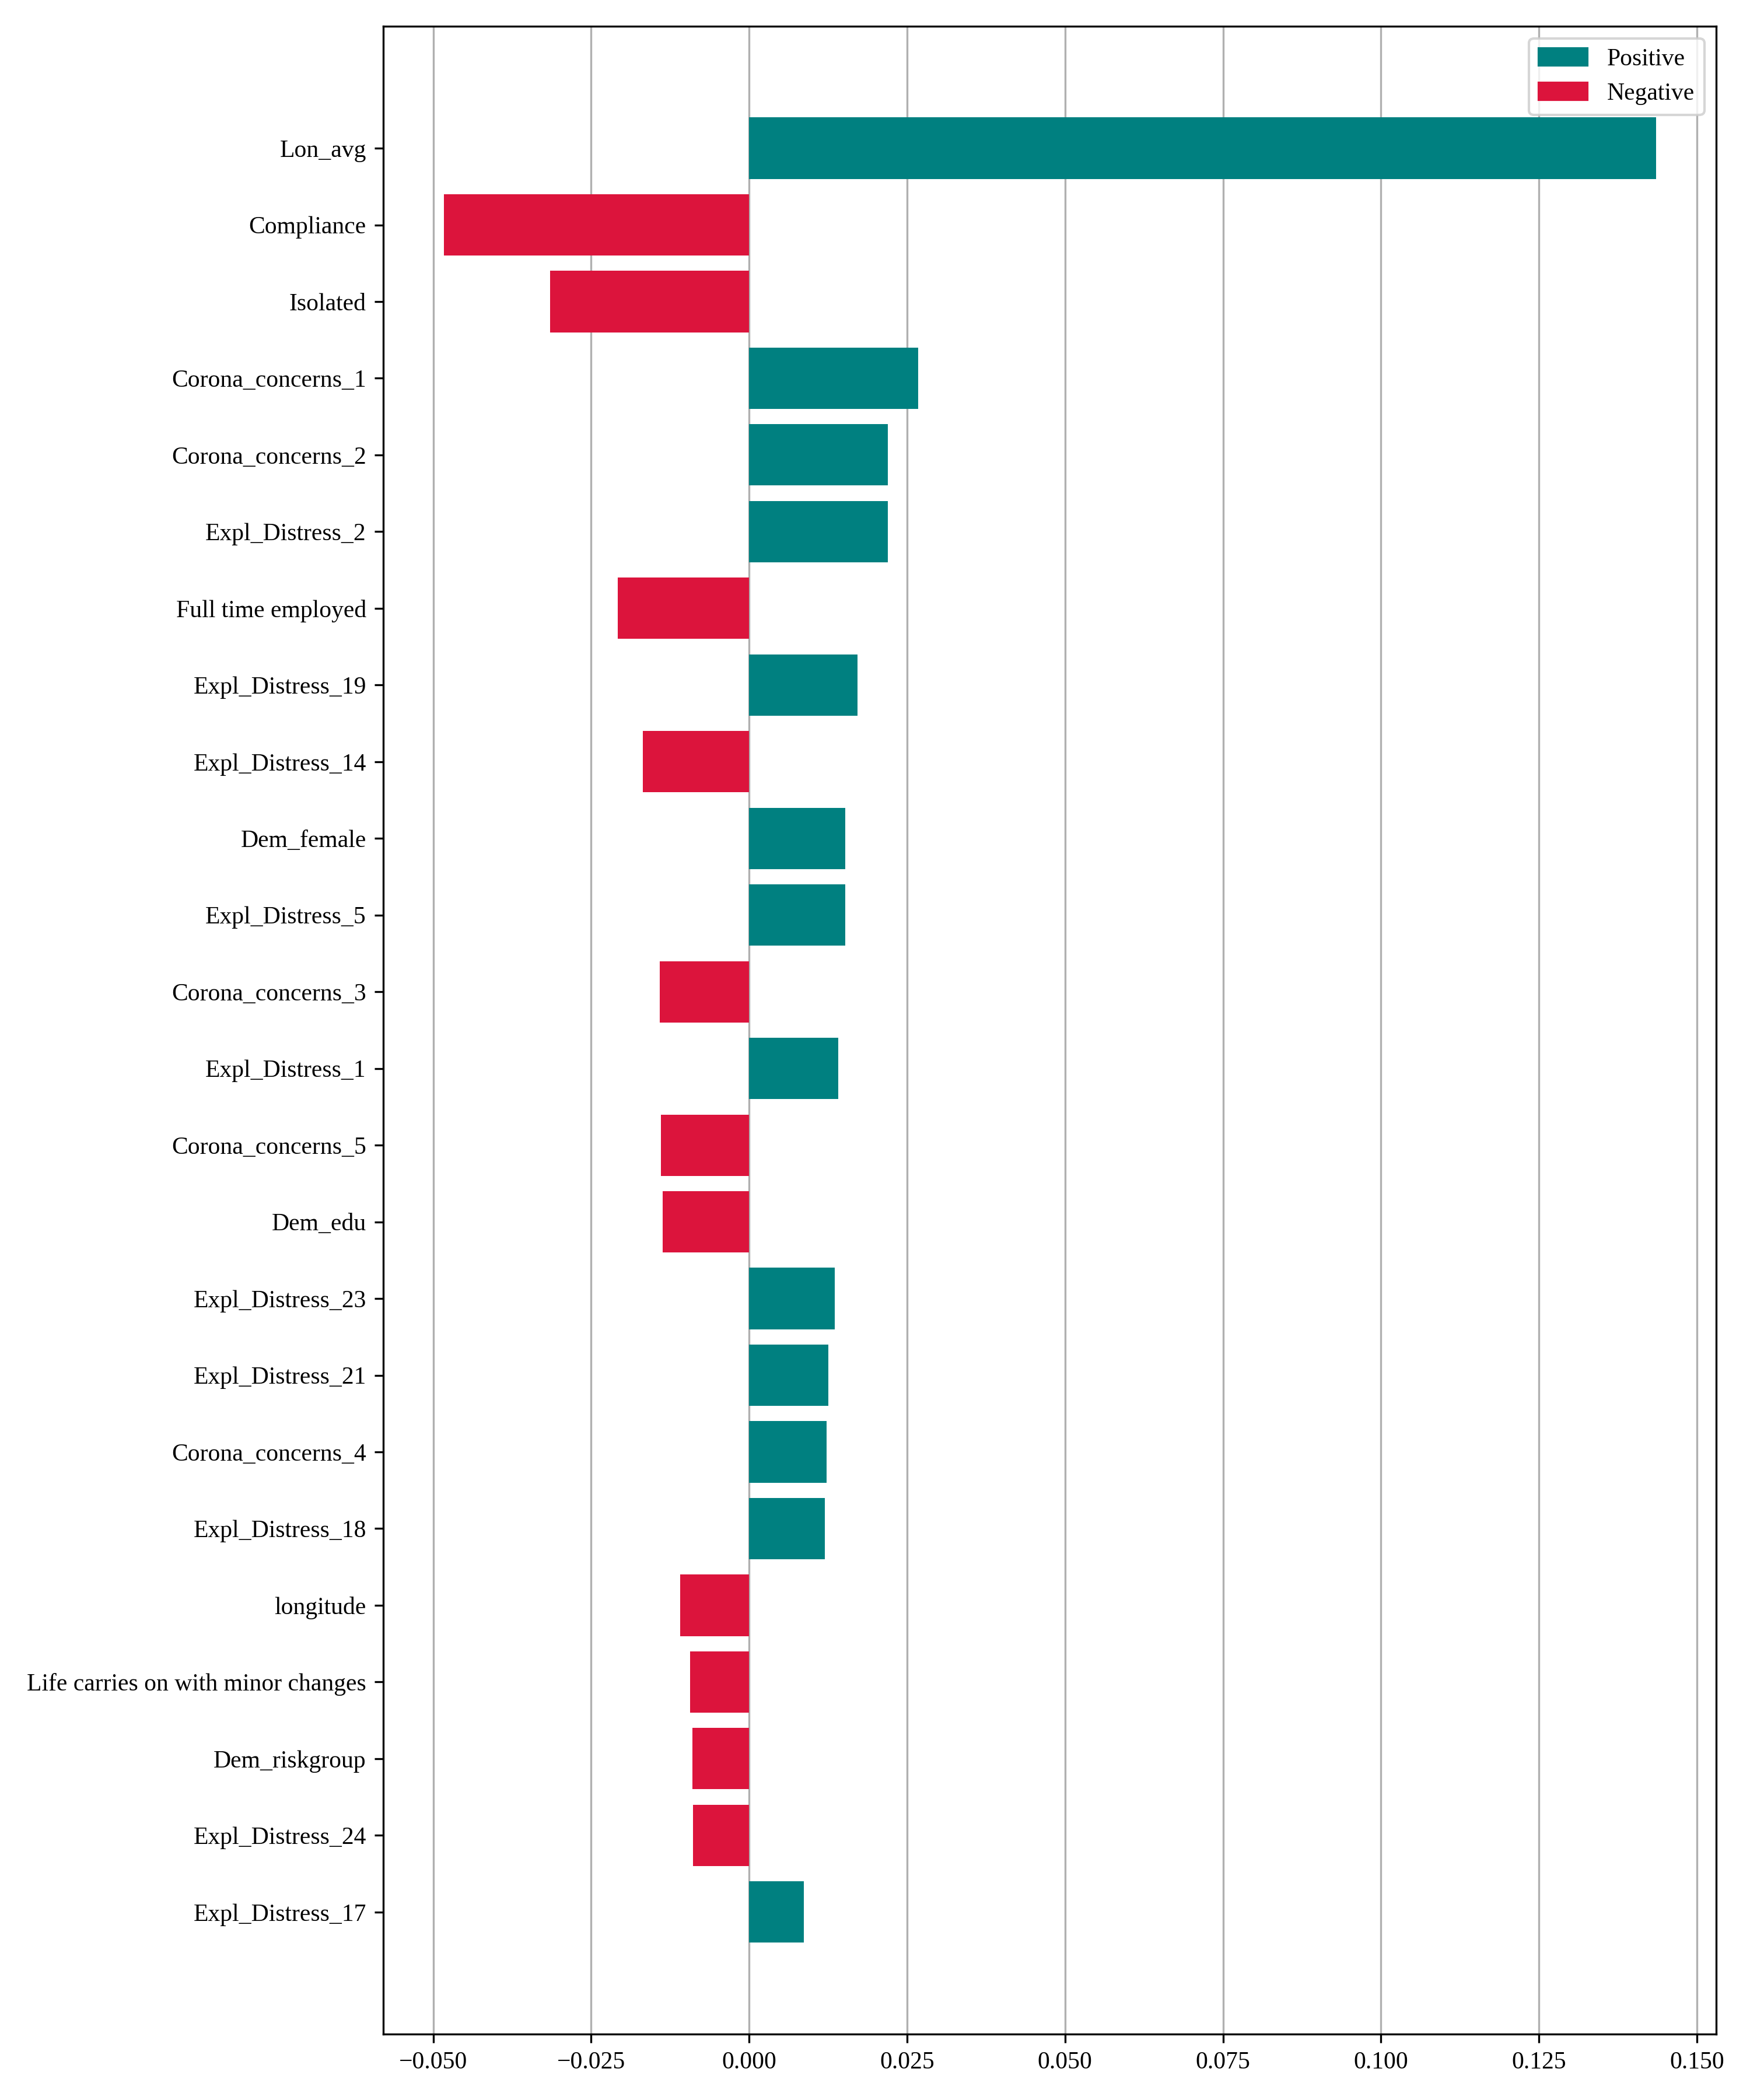 Positive
Negative
Lon_avg
Compliance
Isolated
Corona_concerns_1
Corona_concerns_2
Expl_Distress_2
Full time employed
Expl_Distress_19
Expl_Distress_14
Dem_female
Expl_Distress_5
Corona_concerns_3
Expl_Distress_1
Corona_concerns_5
Dem_edu
Expl_Distress_23
Expl_Distress_21
Corona_concerns_4
Expl_Distress_18
longitude
Life carries on with minor changes
Dem_riskgroup
Expl_Distress_24
Expl_Distress_17
−0.050 −0.025 0.000 0.025 0.050 0.075 0.100 0.125 0.150